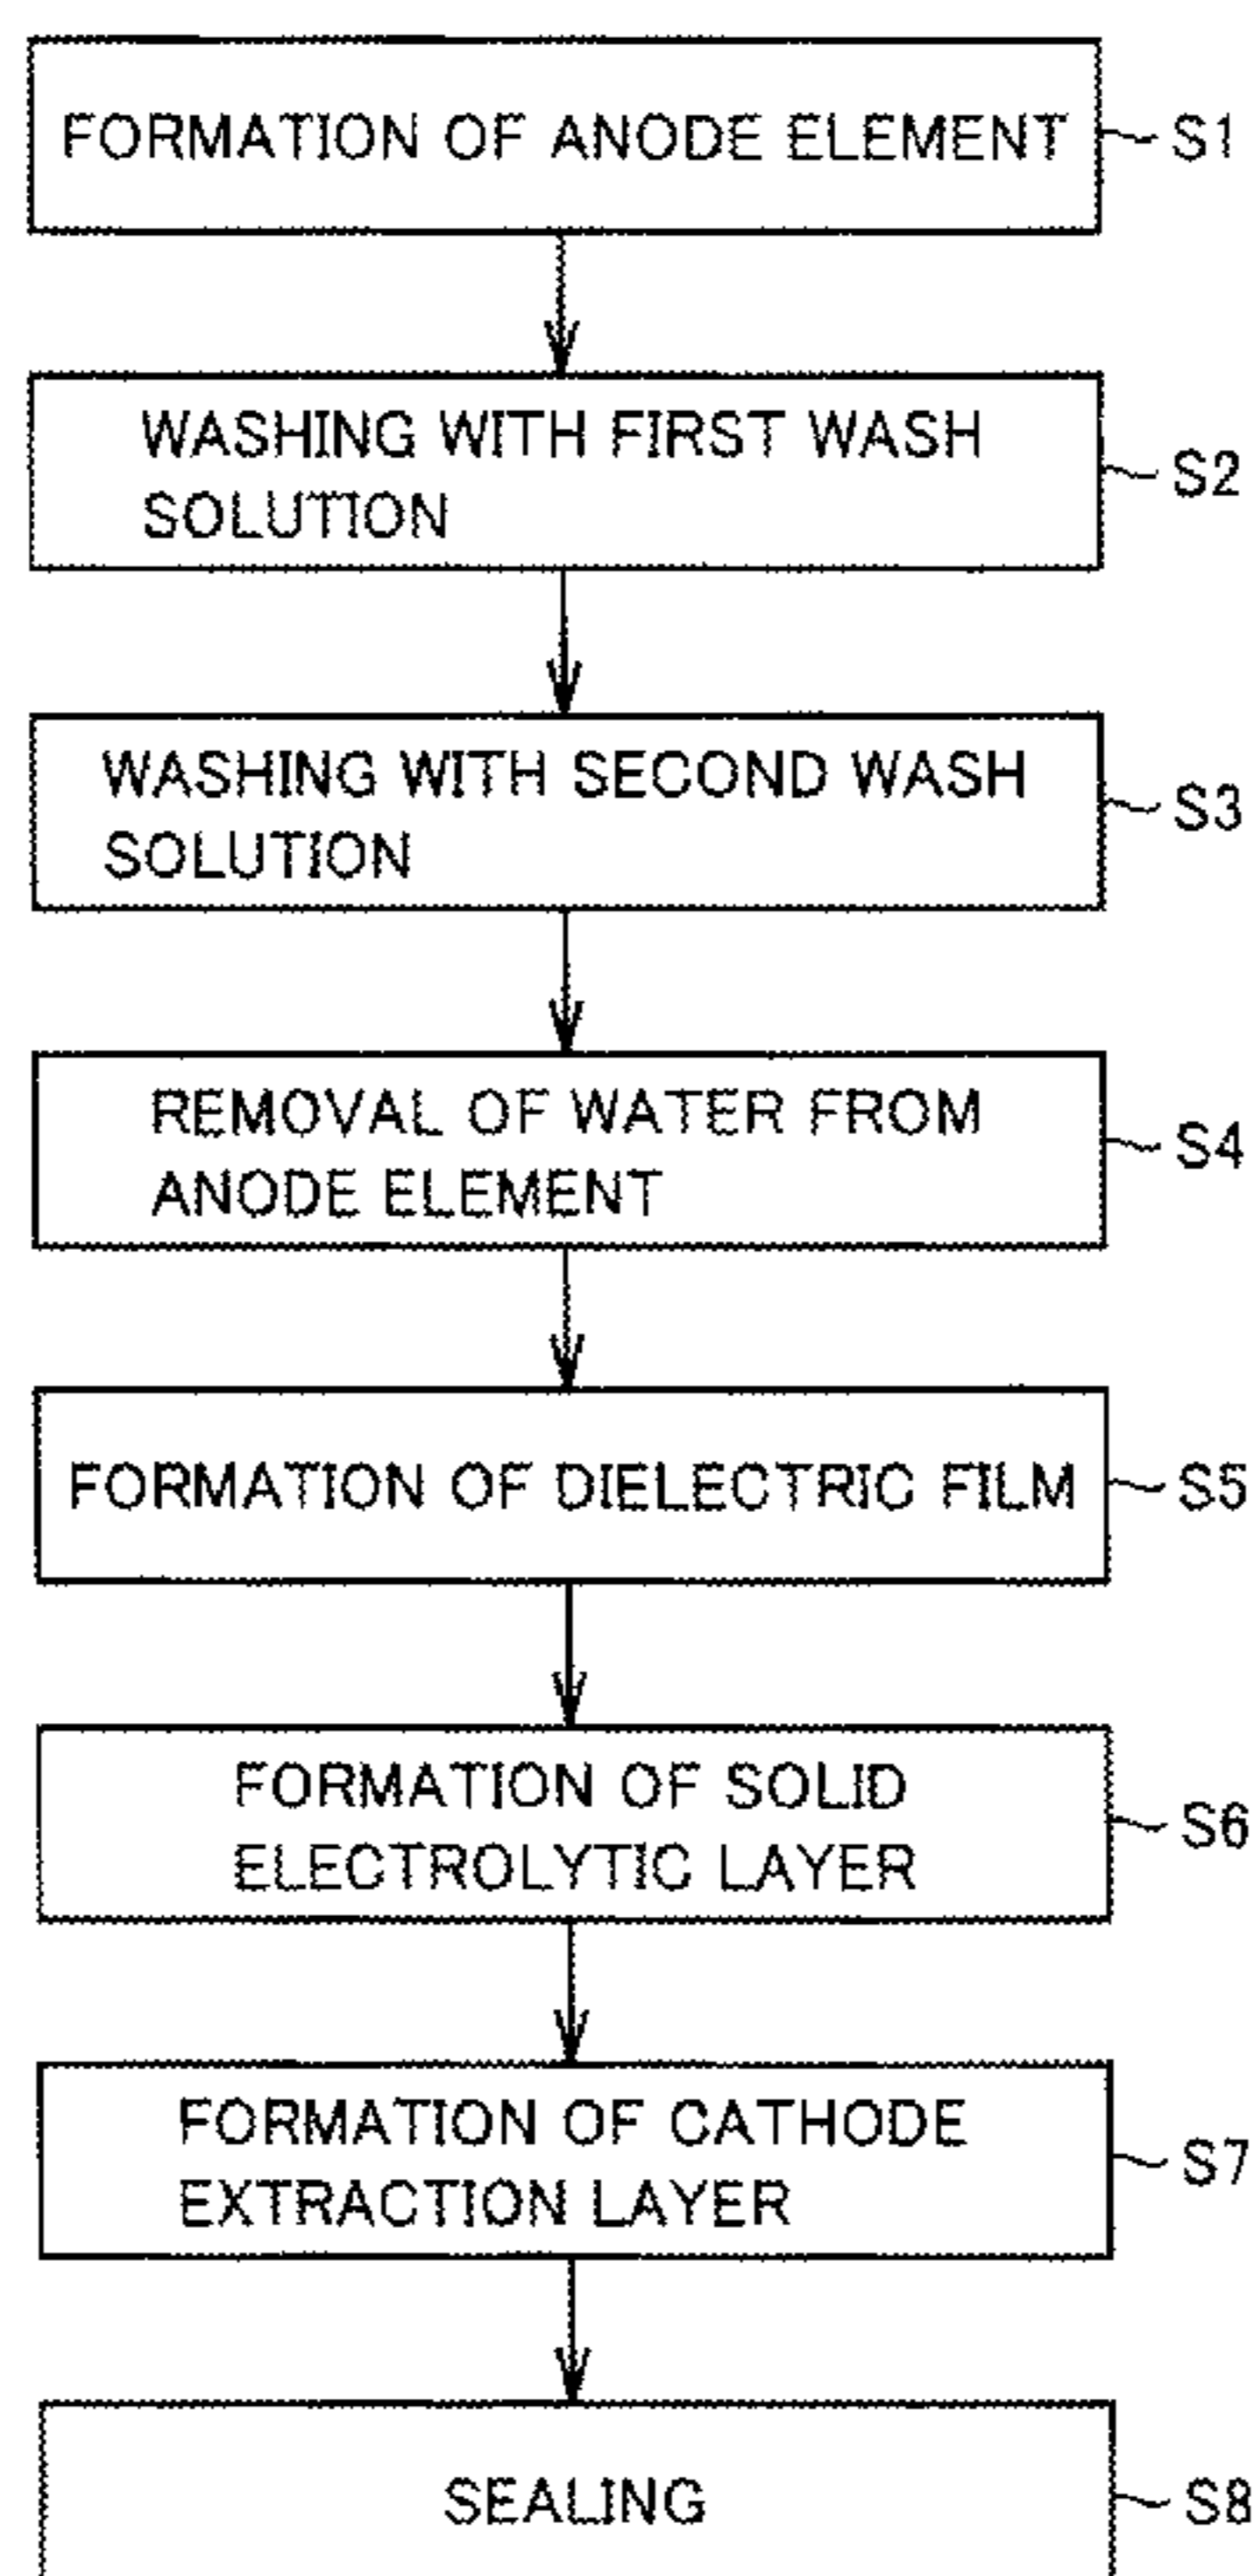 FORMATION OF ANODE ELEMENT S1
WASHING WITH FIRST WASH
SOLUTION
S2
WASHING WITH SECOND WASH
SOLUTION
S3
REMOVAL OF WATER FROM
ANODE ELEMENT
S4
FORMATION OF DIELECTRIC FILM S5
FORMATION OF SOLID
ELECTROLYTIC LAYER
S6
FORMATION OF CATHODE
EXTRACTION LAYER
S7
SEALING S8